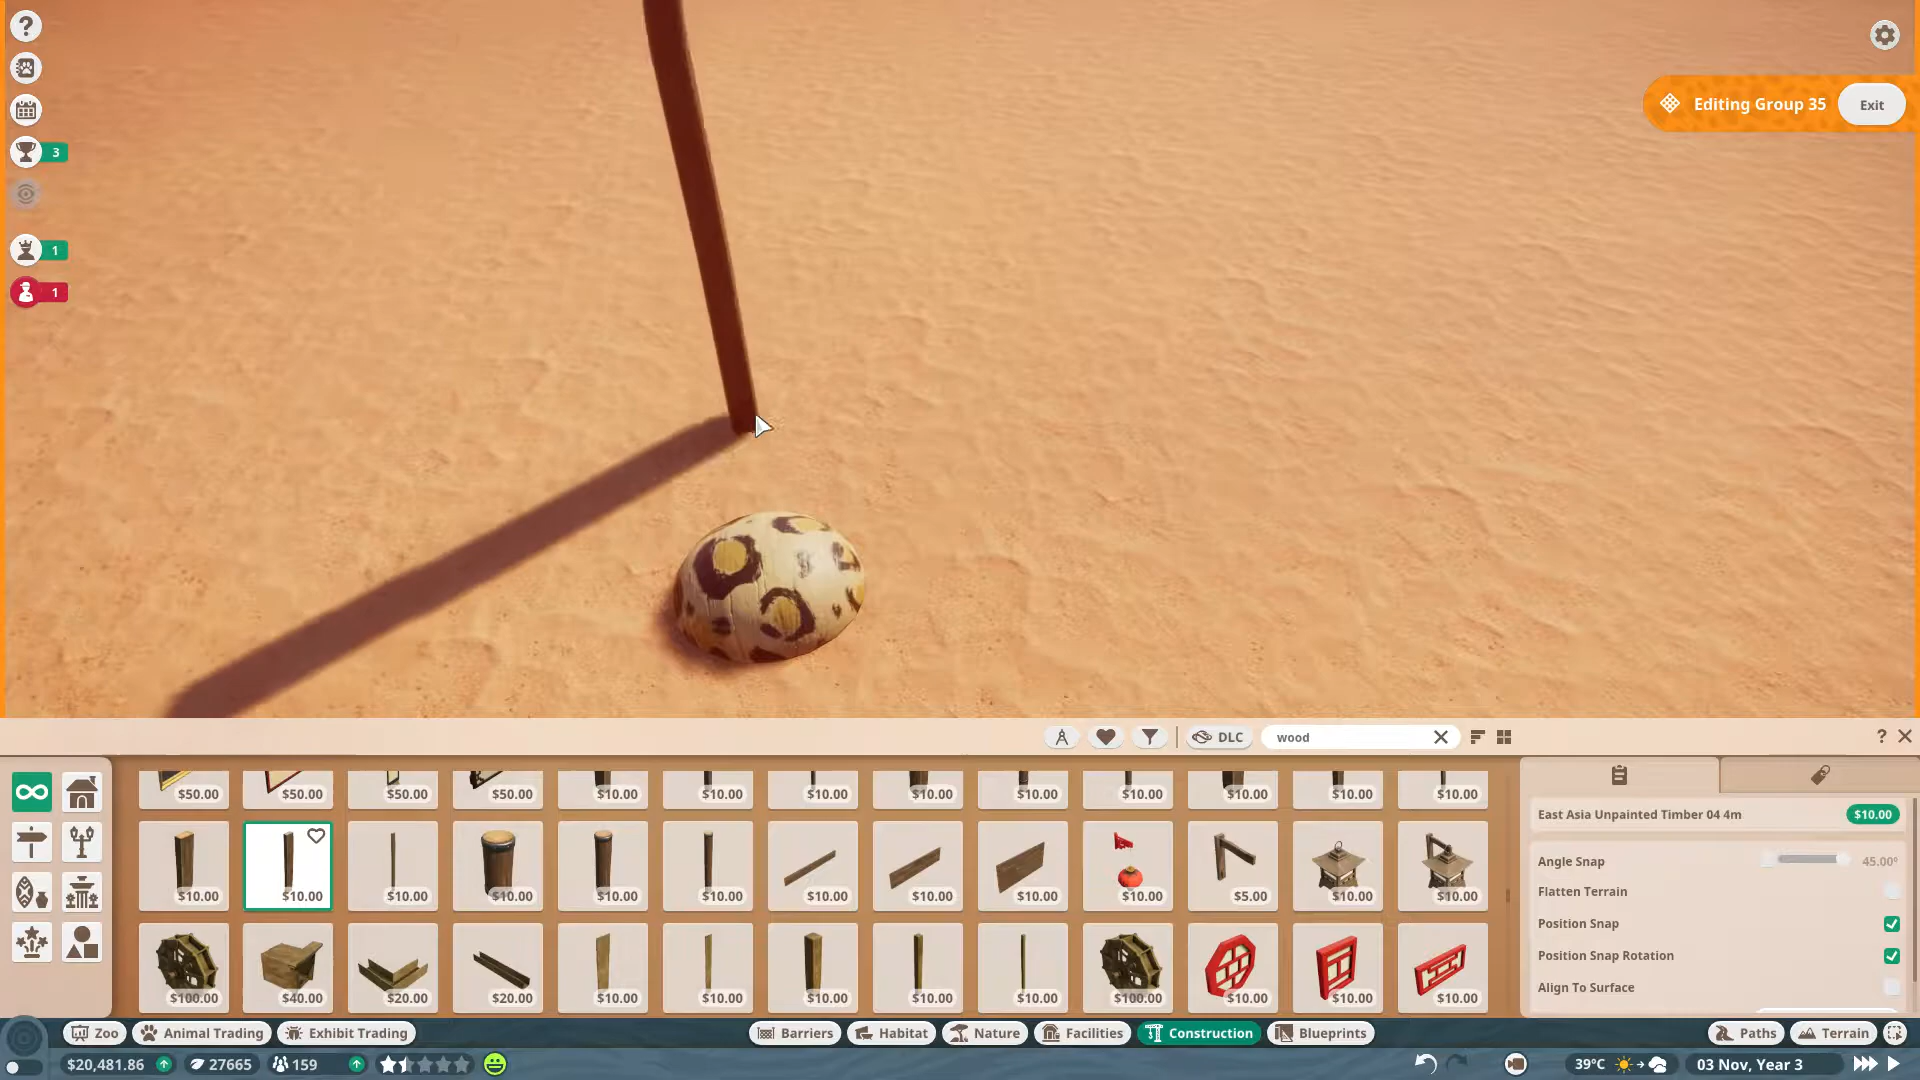 Editing Group 35
Exit
3
1
1
DLC
wood
$50.00 $50.00 $50.00 $50.00 $10.00 $10.00 $10.00 $10.00 $10.00 $10.00 $10.00 $10.00 $10.00
$10.00 $10.00 $10.00 $10.00 $10.00 $10.00 $10.00 $10.00 $10.00 $10.00 $5.00 $10.00 $10.00
$100.00 $40.00 $20.00 $20.00 $10.00 $10.00 $10.00 $10.00 $10.00 $100.00 $10.00 $10.00 $10.00
East Asia Unpainted Timber 04 4m $10.00
Angle Snap 45.00°
Flatten Terrain
Position Snap
Position Snap Rotation
Align To Surface
Zoo Animal Trading Exhibit Trading Barriers Habitat Nature Facilities Construction Blueprints Paths Terrain
$20,481.86 27665 159 39°C 03 Nov, Year 3